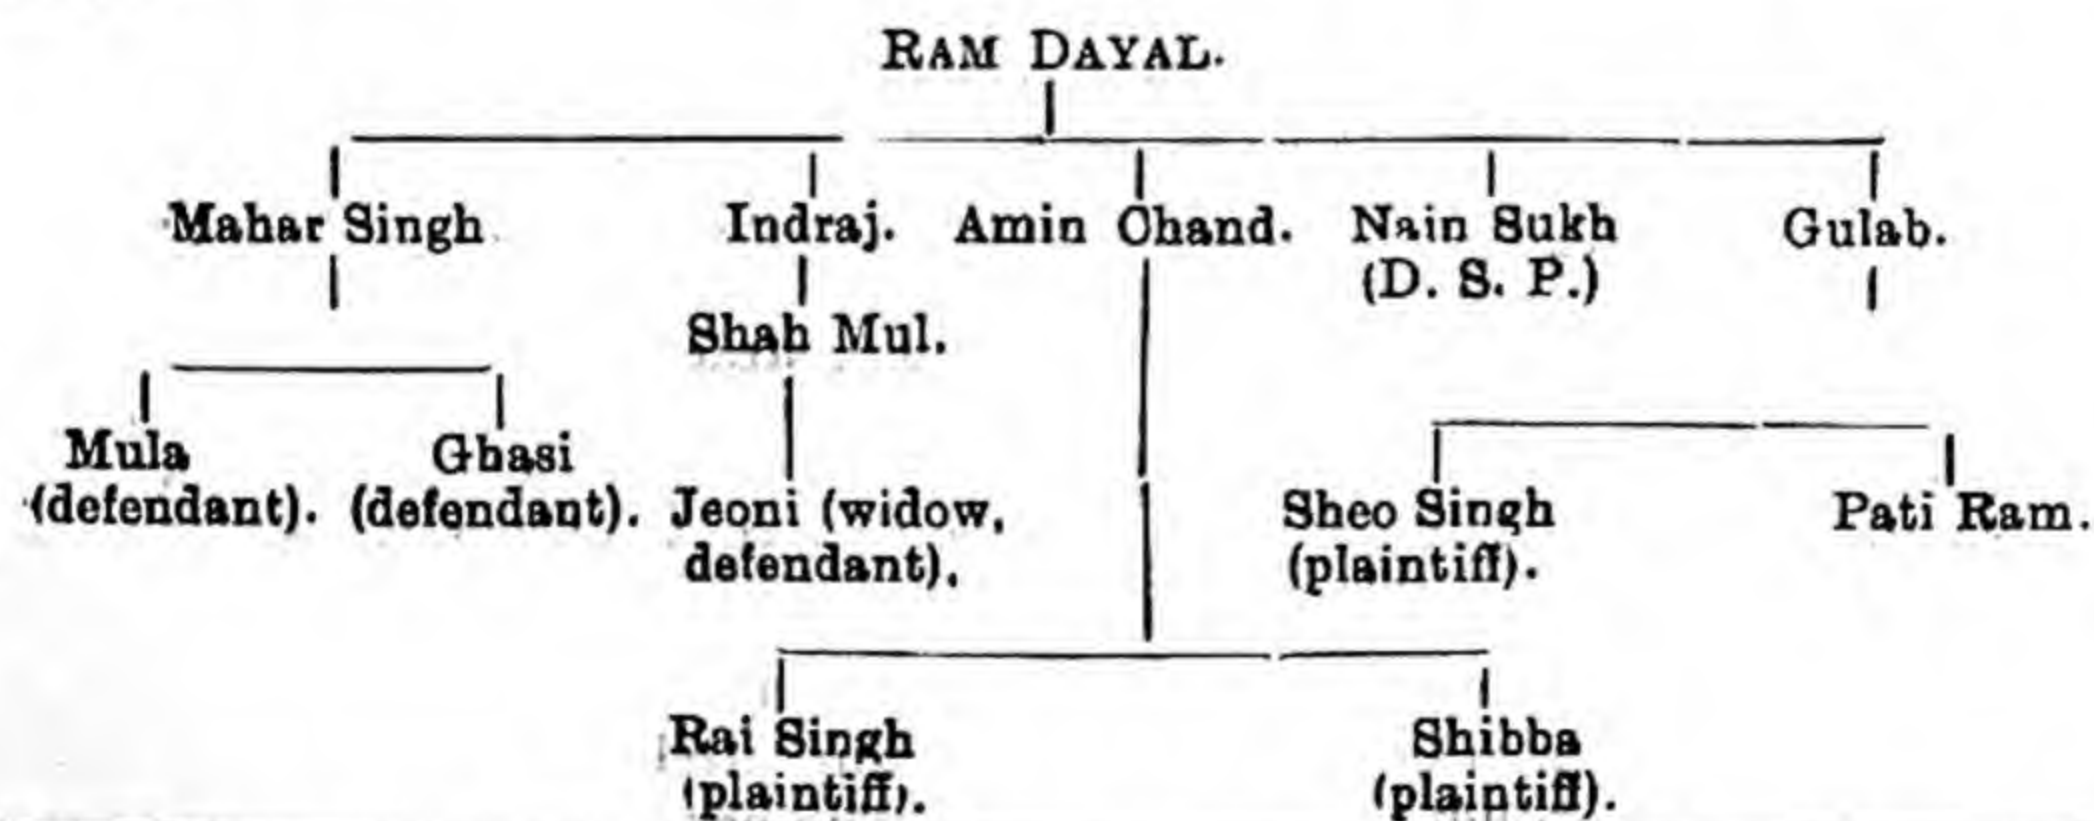 RAM DAYAL.
Mahar Singh Indraj. Amin Chand. Nain Sukh Gulab.
(D. S. P.)
Shah Mul.
Mula Ghasi
(defendant). (defendant). Jeoni (widow, Sheo Singh Pati Ram.
defendant). (plaintiff).
Rai Singh Shibba
(plaintiff). (plaintiff).